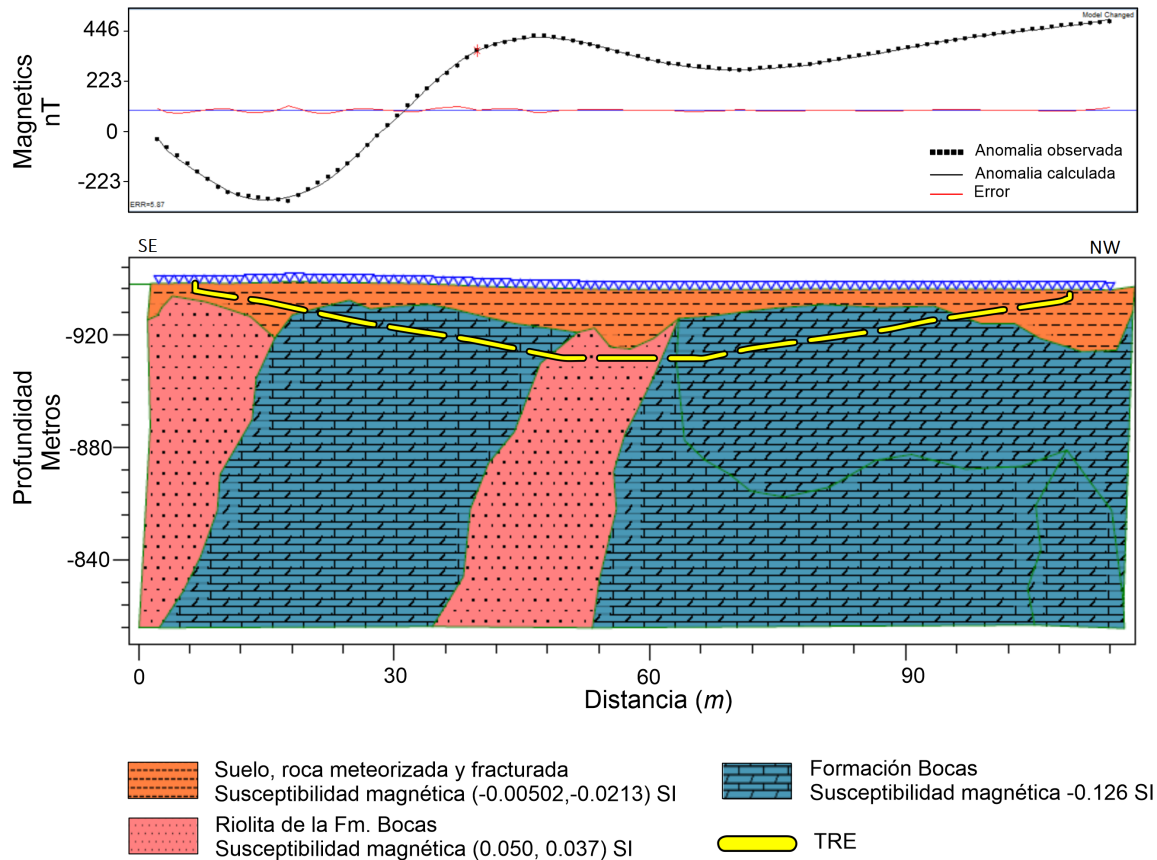 Model Changed
446
223
0
-223
Magnetics
nT
Anomalia observada
Anomalia calculada
Error
ERR=5.87
SE
NW
-920
-880
-840
Profundidad
Metros
0
30
60
90
Distancia (m)
Suelo, roca meteorizada y fracturada
Susceptibilidad magnética (-0.00502,-0.0213) SI
Riolita de la Fm. Bocas
Susceptibilidad magnética (0.050, 0.037) SI
Formación Bocas
Susceptibilidad magnética -0.126 SI
TRE